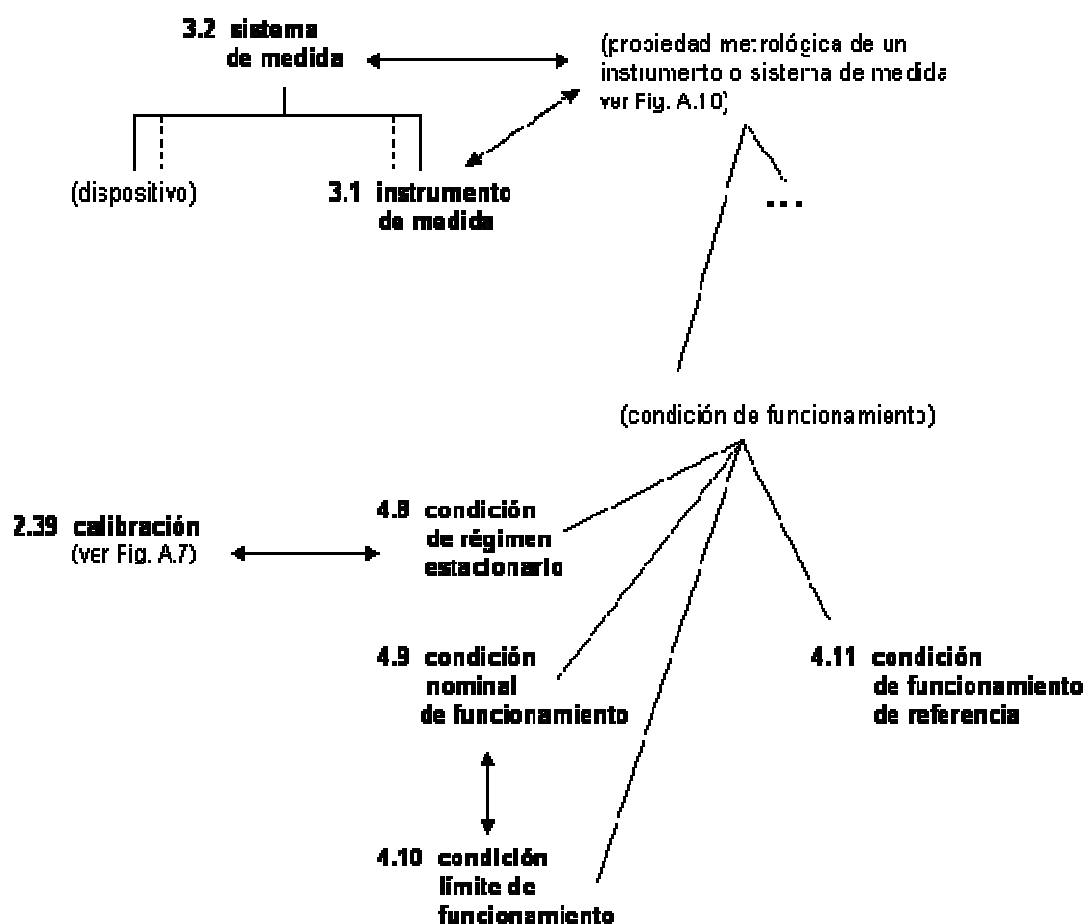 3.2 sistema
de medida
(propiedad metrológica de un
instrumento o sistema de medida
ver Fig. A.10)
(dispositivo)
3.1 instrumento
de medida
...
(condición de funcionamiento)
2.39 calibración
(ver Fig. A.7)
4.8 condición
de régimen
estacionario
4.9 condición
nominal
de funcionamiento
4.11 condición
de funcionamiento
de referencia
4.10 condición
límite de
funcionamiento